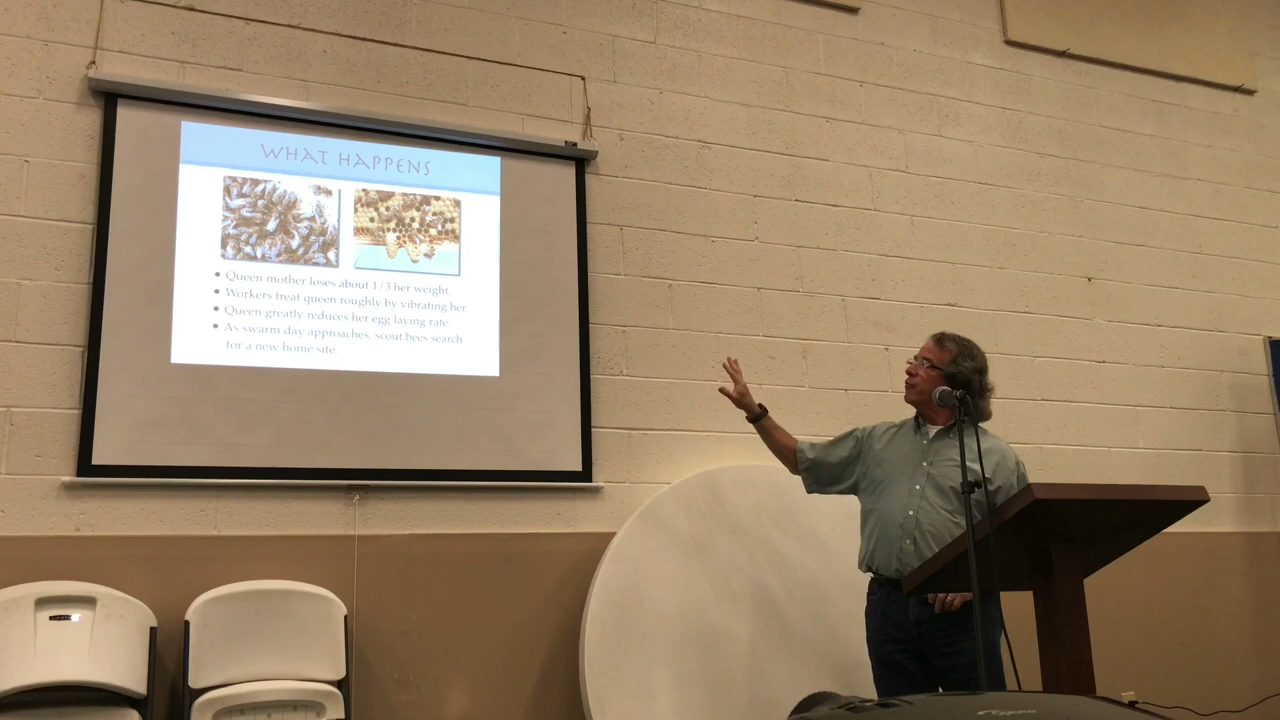 WHAT HAPPENS
• Queen mother loses about 1/3 her weight.
• Workers treat queen roughly by vibrating her.
• Queen greatly reduces her egg laying rate.
• As swarm day approaches, scout bees search
for a new home site.